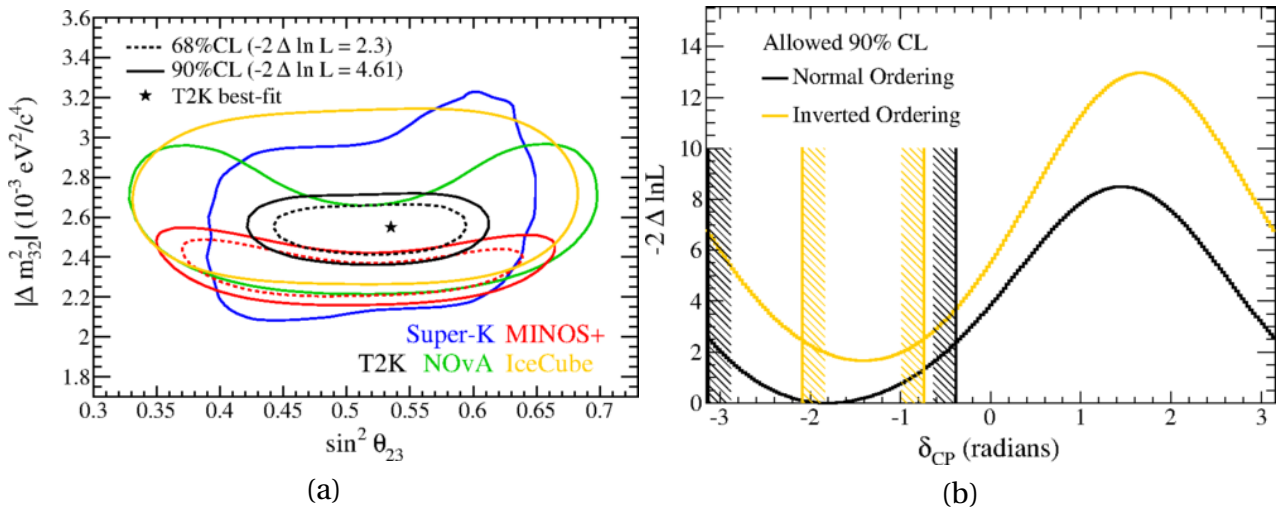 3.6
3.4
3.2
3
2.8
2.6
2.4
2.2
2
1.8
|Δ m²₃₂| (10⁻³ eV²/c⁴)
68%CL (-2 Δ ln L = 2.3)
90%CL (-2 Δ ln L = 4.61)
T2K best-fit
Super-K MINOS+
T2K NOvA IceCube
0.3 0.35 0.4 0.45 0.5 0.55 0.6 0.65 0.7
sin² θ₂₃
(a)
14
12
10
8
6
4
2
0
-2 Δ lnL
Allowed 90% CL
Normal Ordering
Inverted Ordering
-3 -2 -1 0 1 2 3
δ_CP (radians)
(b)